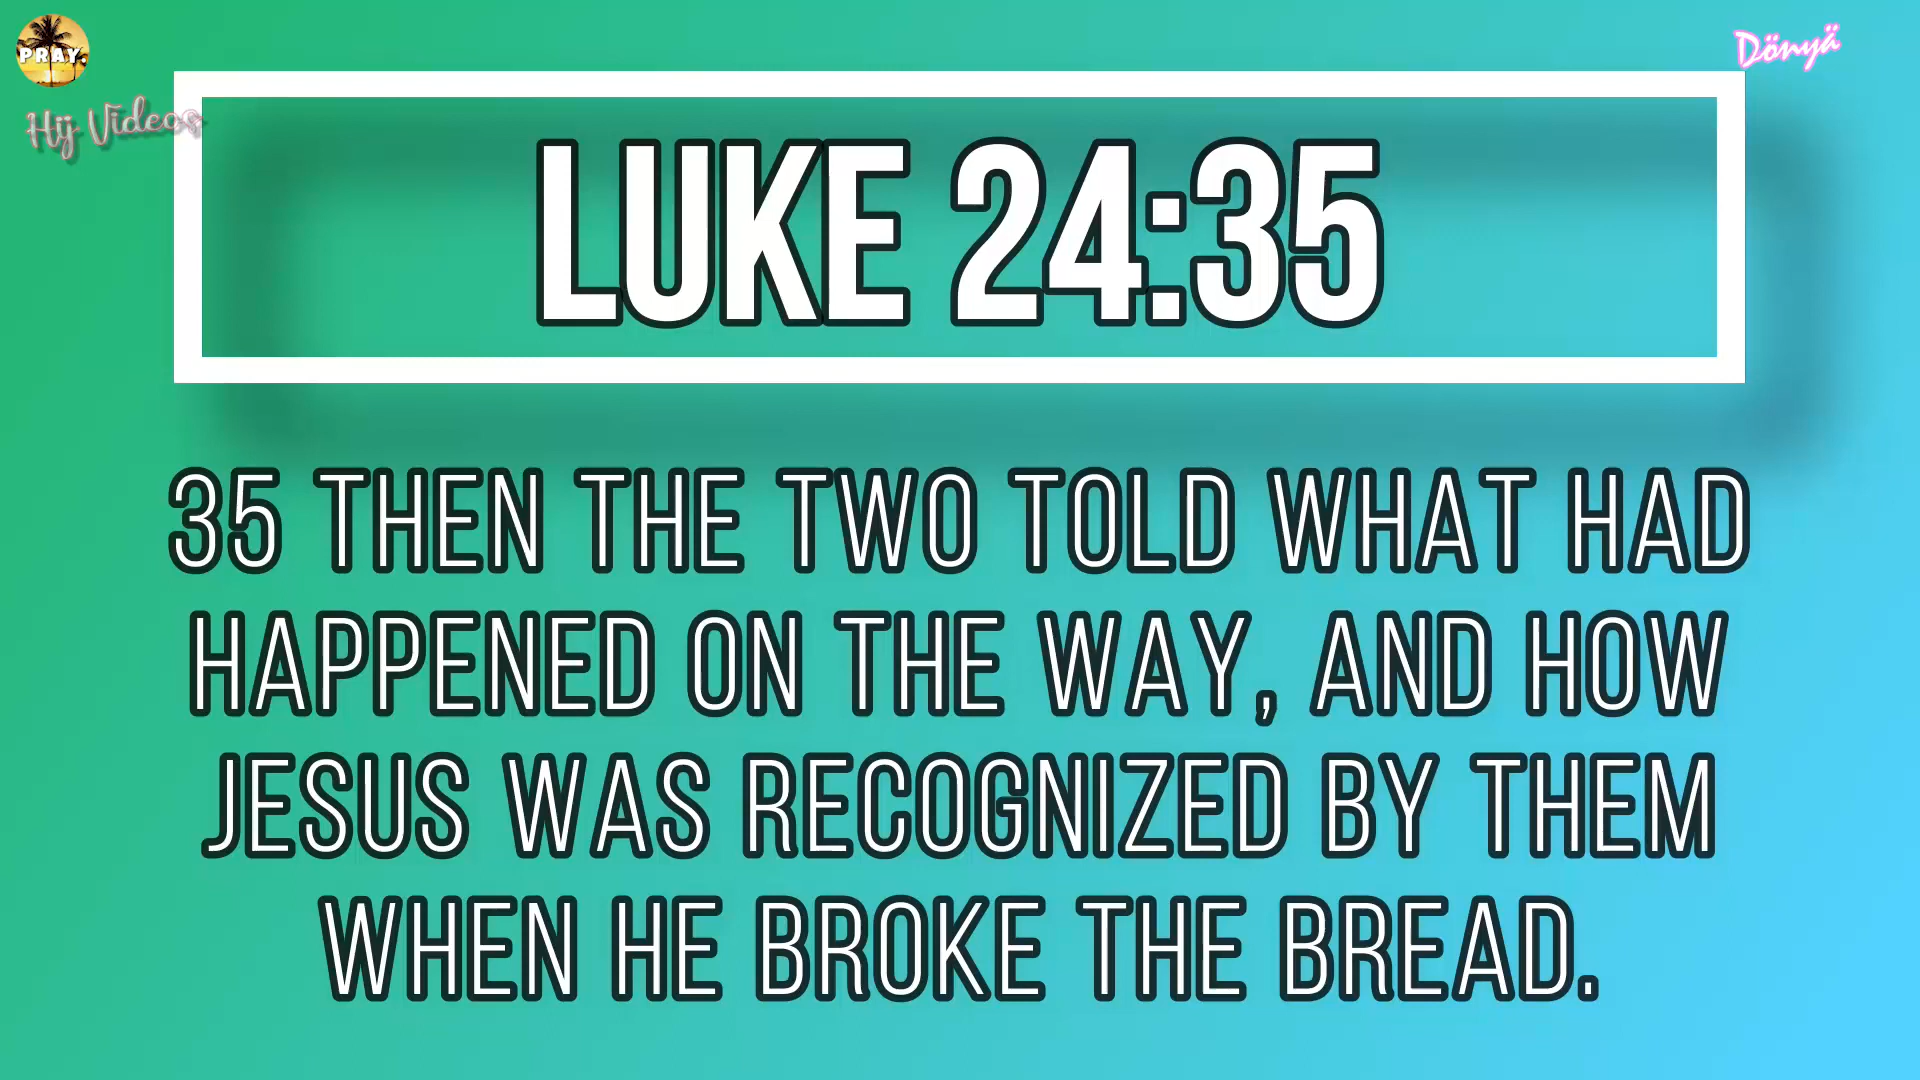 PRAY.
Hij Videos
Dönyä
LUKE 24:35
35 THEN THE TWO TOLD WHAT HAD
HAPPENED ON THE WAY, AND HOW
JESUS WAS RECOGNIZED BY THEM
WHEN HE BROKE THE BREAD.